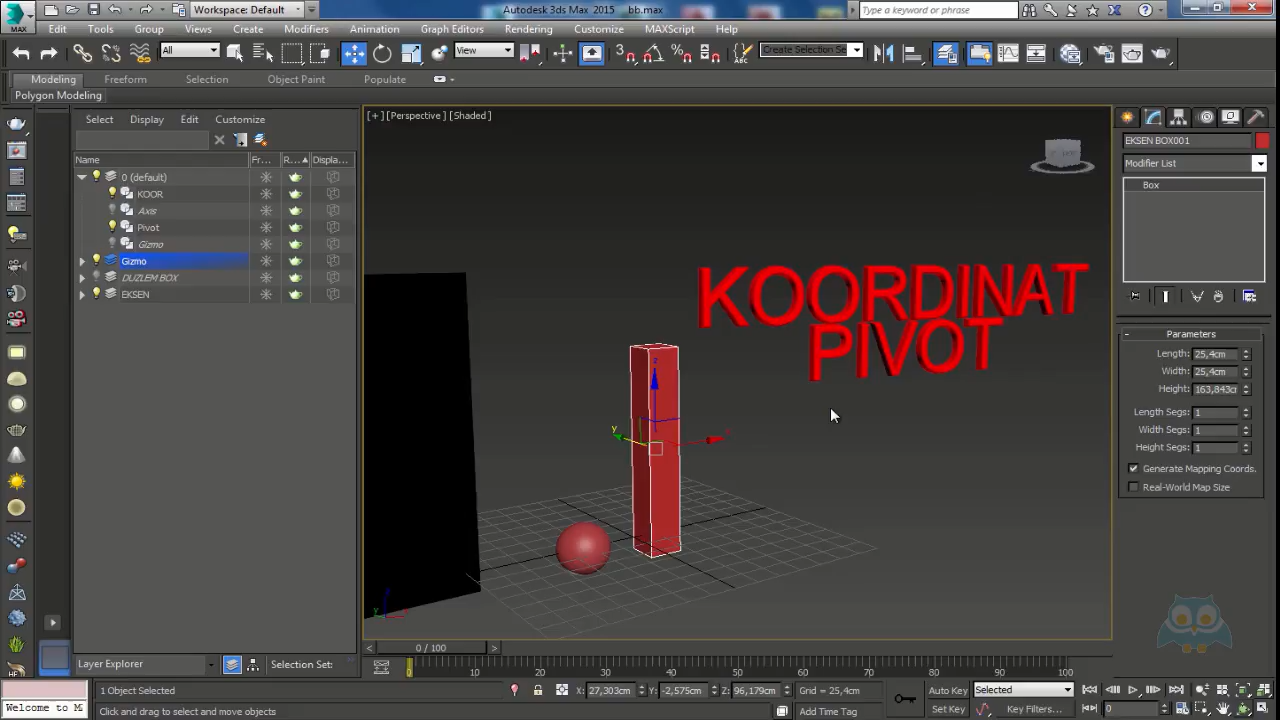 Workspace: Default
Autodesk 3ds Max 2015 bb.max
Type a keyword or phrase
MAX
Edit Tools Group Views Create Modifiers Animation Graph Editors Rendering Customize MAXScript Help
All
View
Create Selection Se
Modeling Freeform Selection Object Paint Populate
Polygon Modeling
Select Display Edit Customize
[+] [Perspective] [Shaded]
Name Fr... R... Displa...
0 (default)
KOOR
Axis
Pivot
Gizmo
Gizmo
DUZLEM BOX
EKSEN
KOORDINAT
PIVOT
z
y
x
y
EKSEN BOX001
Modifier List
Box
Parameters
Length: 25,4cm
Width: 25,4cm
Height: 163,843c
Length Segs: 1
Width Segs: 1
Height Segs: 1
Generate Mapping Coords.
Real-World Map Size
0 / 100
Layer Explorer
Selection Set:
0 10 20 30 40 50 60 70 80 90 100
1 Object Selected
X: 27,303cm Y: -2,575cm Z: 96,179cm Grid = 25,4cm
Auto Key Selected
Welcome to M
Click and drag to select and move objects
Add Time Tag
Set Key Key Filters...
0